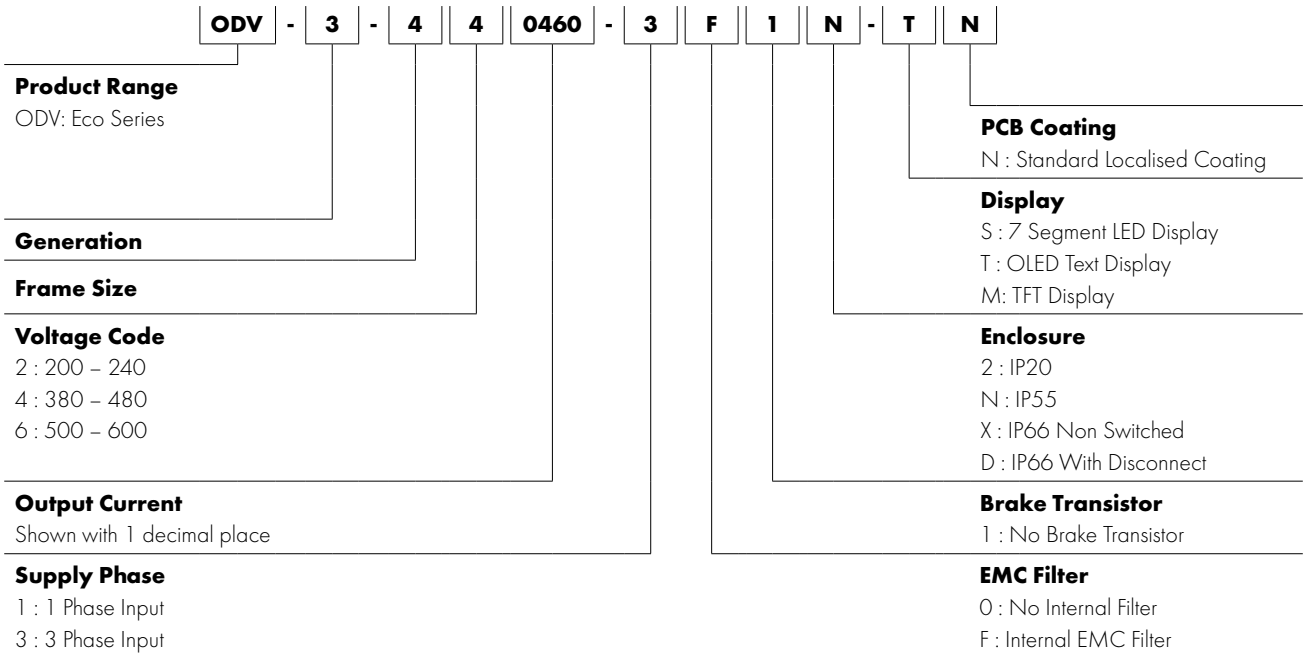 ODV - 3 - 4 4 0460 - 3 F 1 N - T N
Product Range
ODV: Eco Series
Generation
Frame Size
Voltage Code
2 : 200 – 240
4 : 380 – 480
6 : 500 – 600
Output Current
Shown with 1 decimal place
Supply Phase
1 : 1 Phase Input
3 : 3 Phase Input
PCB Coating
N : Standard Localised Coating
Display
S : 7 Segment LED Display
T : OLED Text Display
M: TFT Display
Enclosure
2 : IP20
N : IP55
X : IP66 Non Switched
D : IP66 With Disconnect
Brake Transistor
1 : No Brake Transistor
EMC Filter
0 : No Internal Filter
F : Internal EMC Filter